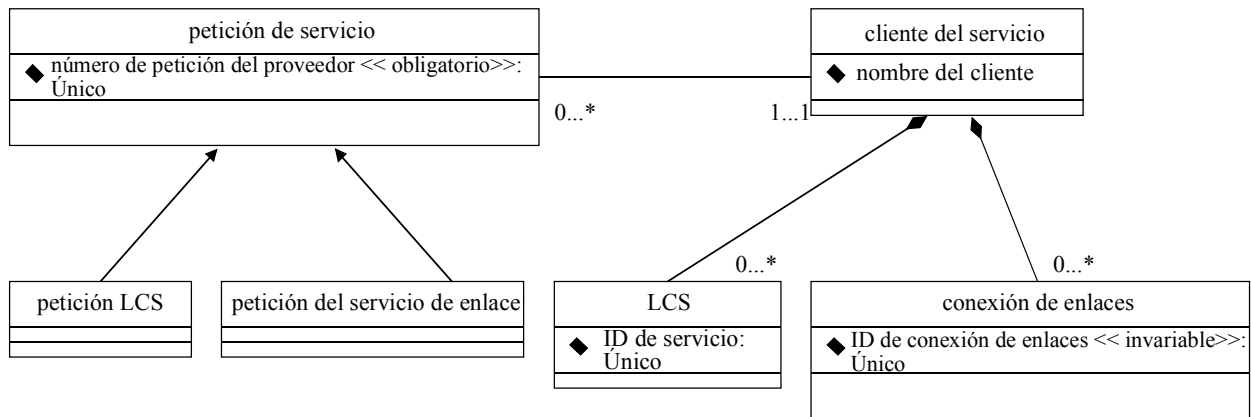 petición de servicio
número de petición del proveedor << obligatorio>>:
Único
cliente del servicio
nombre del cliente
0...*
1...1
petición LCS
petición del servicio de enlace
0...*
0...*
LCS
ID de servicio:
Único
conexión de enlaces
ID de conexión de enlaces << invariable>>:
Único